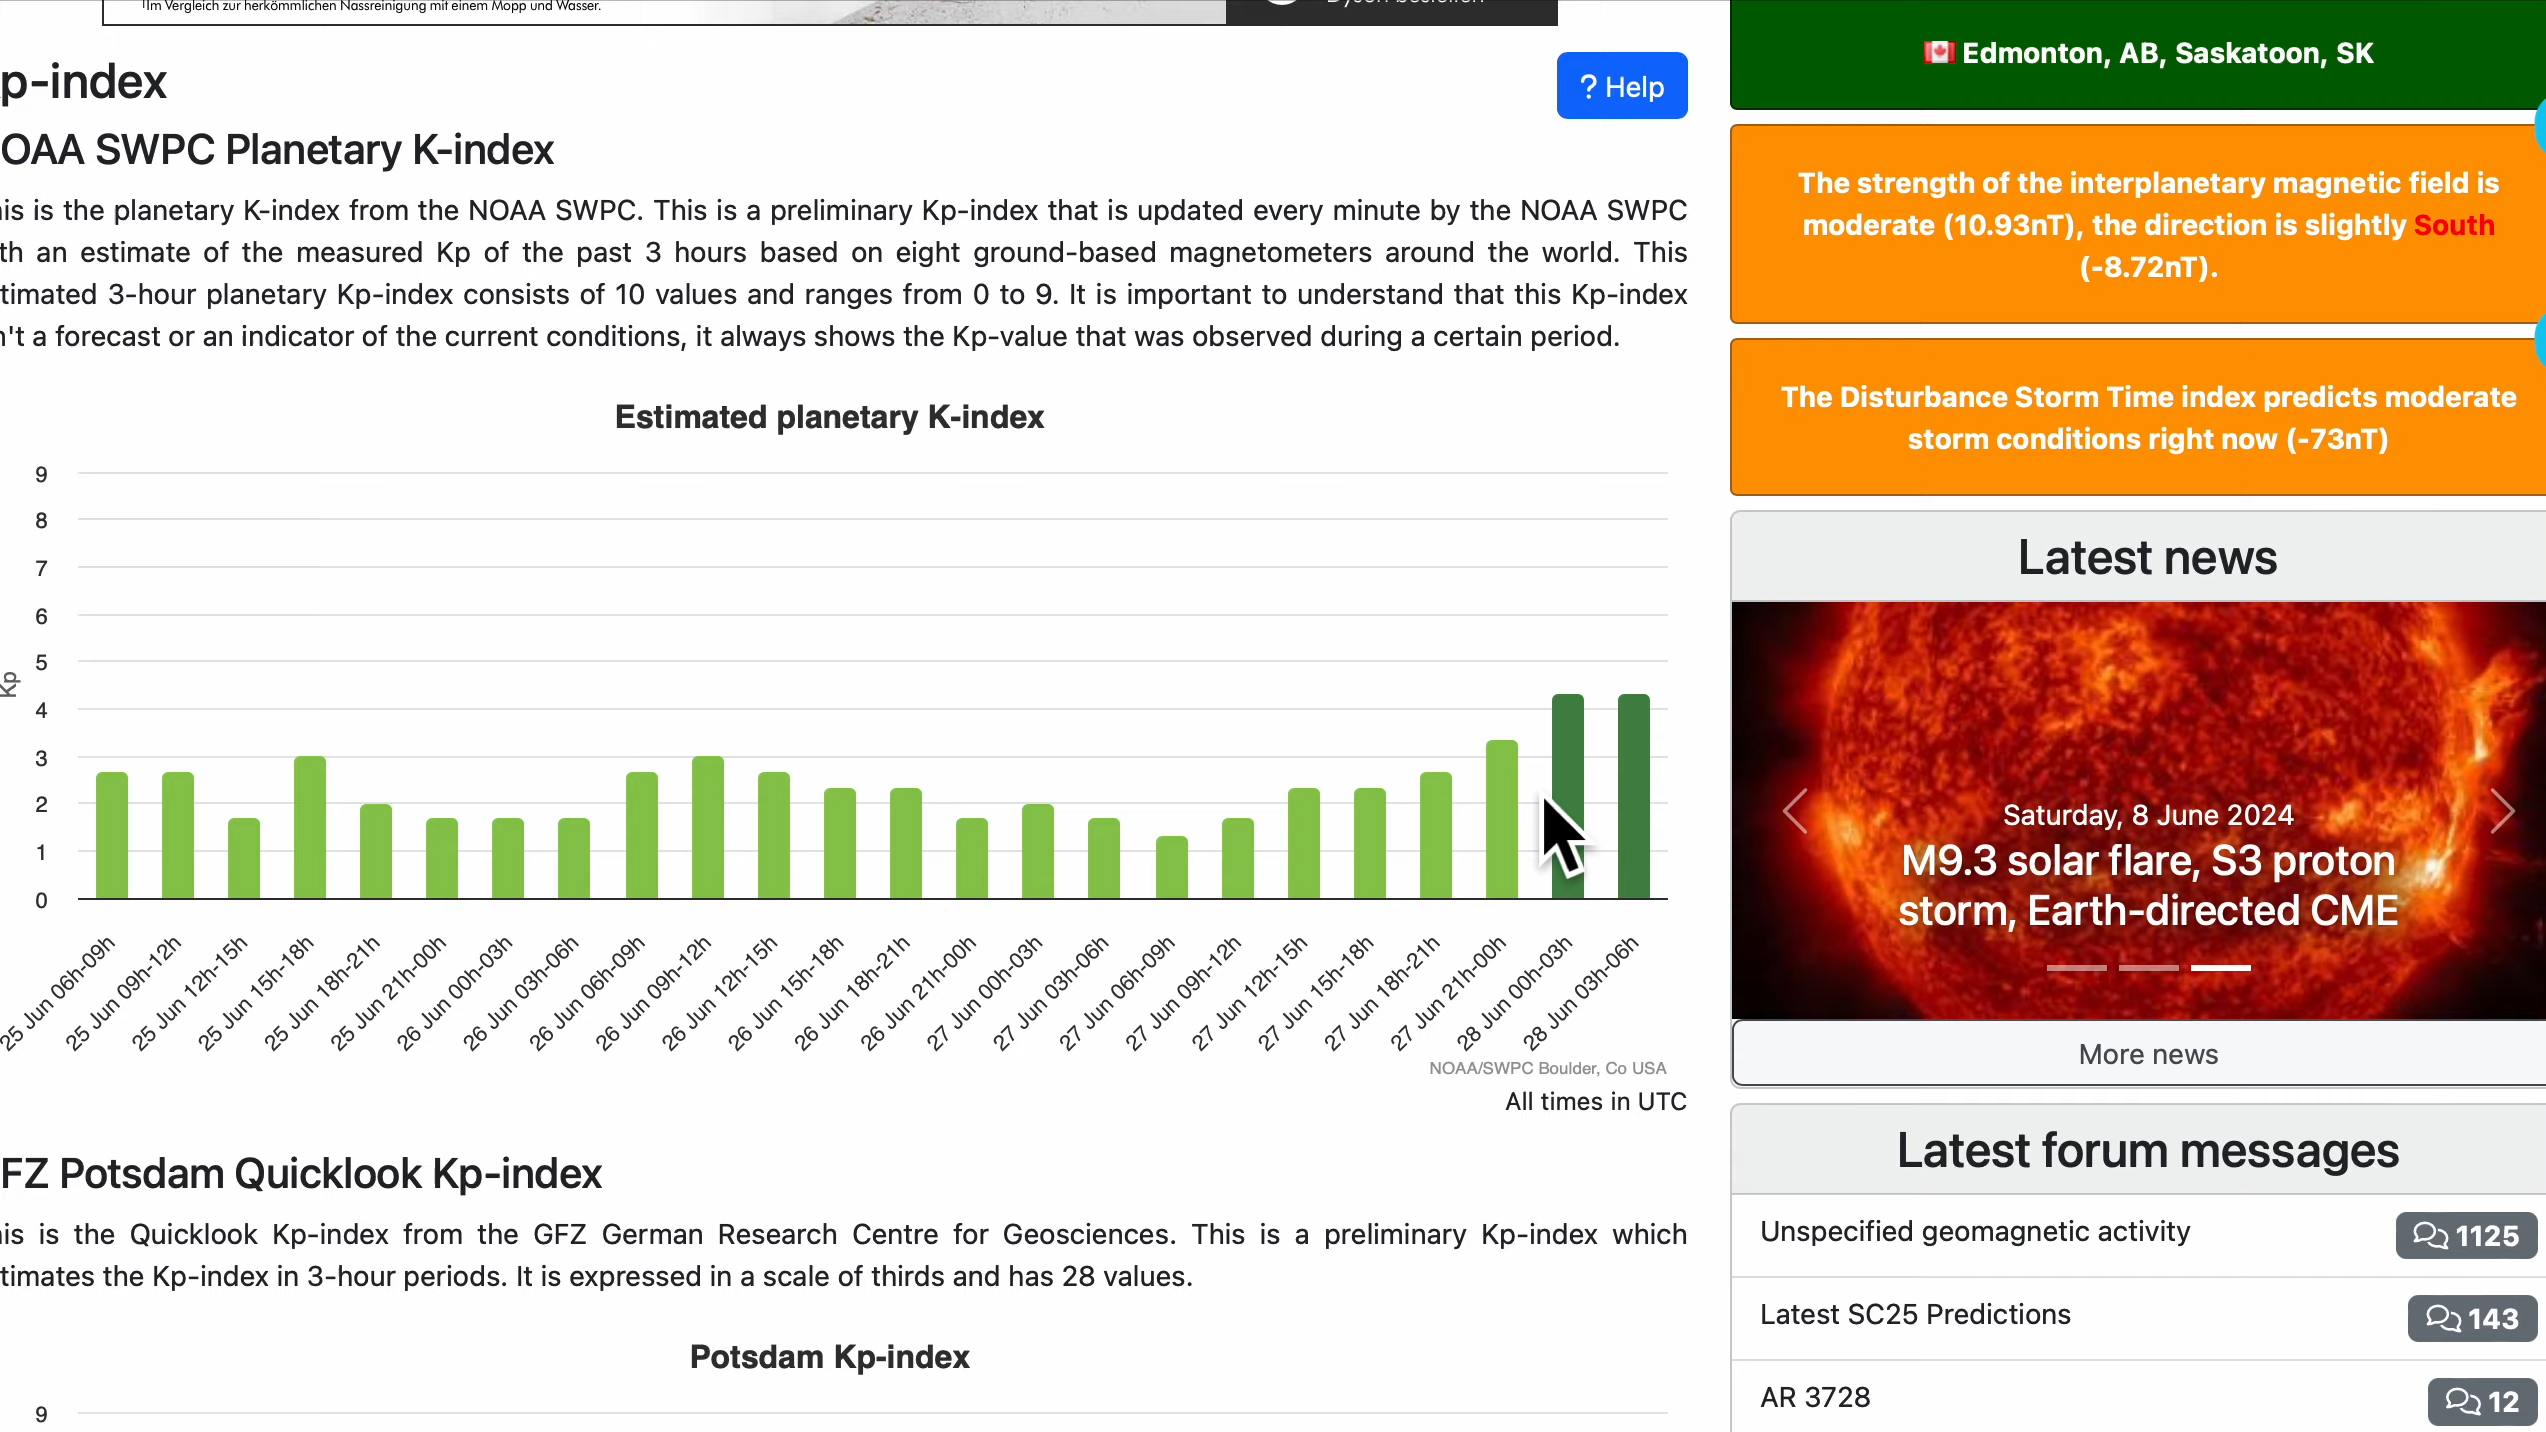 ¹Im Vergleich zur herkömmlichen Nassreinigung mit einem Mopp und Wasser.
p-index
? Help
OAA SWPC Planetary K-index
is is the planetary K-index from the NOAA SWPC. This is a preliminary Kp-index that is updated every minute by the NOAA SWPC
th an estimate of the measured Kp of the past 3 hours based on eight ground-based magnetometers around the world. This
timated 3-hour planetary Kp-index consists of 10 values and ranges from 0 to 9. It is important to understand that this Kp-index
n't a forecast or an indicator of the current conditions, it always shows the Kp-value that was observed during a certain period.
Estimated planetary K-index
9
8
7
6
5
4
3
2
1
0
Kp
25 Jun 06h-09h
25 Jun 09h-12h
25 Jun 12h-15h
25 Jun 15h-18h
25 Jun 18h-21h
25 Jun 21h-00h
26 Jun 00h-03h
26 Jun 03h-06h
26 Jun 06h-09h
26 Jun 09h-12h
26 Jun 12h-15h
26 Jun 15h-18h
26 Jun 18h-21h
26 Jun 21h-00h
27 Jun 00h-03h
27 Jun 03h-06h
27 Jun 06h-09h
27 Jun 09h-12h
27 Jun 12h-15h
27 Jun 15h-18h
27 Jun 18h-21h
27 Jun 21h-00h
28 Jun 00h-03h
28 Jun 03h-06h
NOAA/SWPC Boulder, Co USA
All times in UTC
FZ Potsdam Quicklook Kp-index
is is the Quicklook Kp-index from the GFZ German Research Centre for Geosciences. This is a preliminary Kp-index which
timates the Kp-index in 3-hour periods. It is expressed in a scale of thirds and has 28 values.
Potsdam Kp-index
9
Edmonton, AB, Saskatoon, SK
The strength of the interplanetary magnetic field is
moderate (10.93nT), the direction is slightly South
(-8.72nT).
The Disturbance Storm Time index predicts moderate
storm conditions right now (-73nT)
Latest news
Saturday, 8 June 2024
M9.3 solar flare, S3 proton
storm, Earth-directed CME
More news
Latest forum messages
Unspecified geomagnetic activity
1125
Latest SC25 Predictions
143
AR 3728
12